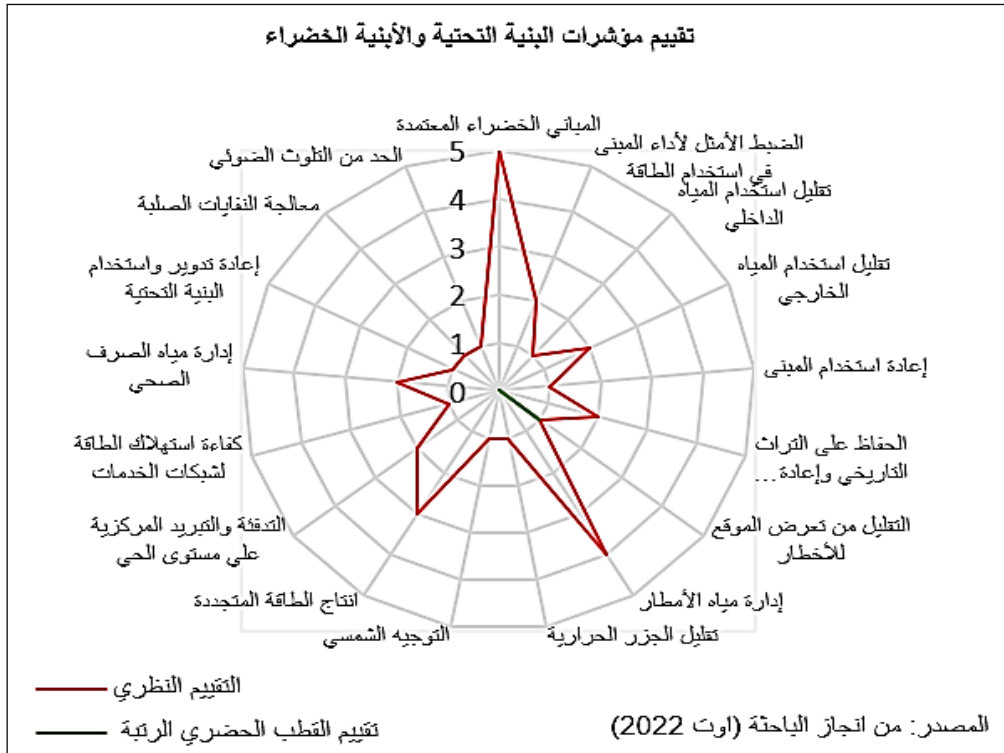 تقييم مؤشرات البنية التحتية والأبنية الخضراء
المباني الخضراء المعتمدة
الضبط الأمثل لأداء المبنى
في استخدام الطاقة
تقليل استخدام المياه
الداخلي
تقليل استخدام المياه
الخارجي
إعادة استخدام المبنى
الحفاظ على التراث
التاريخي وإعادة...
التقليل من تعرض الموقع
للأخطار
إدارة مياه الأمطار
تقليل الجزر الحرارية
التوجيه الشمسي
انتاج الطاقة المتجددة
التدفئة والتبريد المركزية
على مستوى الحي
كفاءة استهلاك الطاقة
لشبكات الخدمات
إدارة مياه الصرف
الصحي
إعادة تدوير واستخدام
البنية التحتية
معالجة النفايات الصلبة
الحد من التلوث الضوئي
5
4
3
2
1
0
التقييم النظري
تقييم القطب الحضري الرتبة
المصدر: من انجاز الباحثة (اوت 2022)